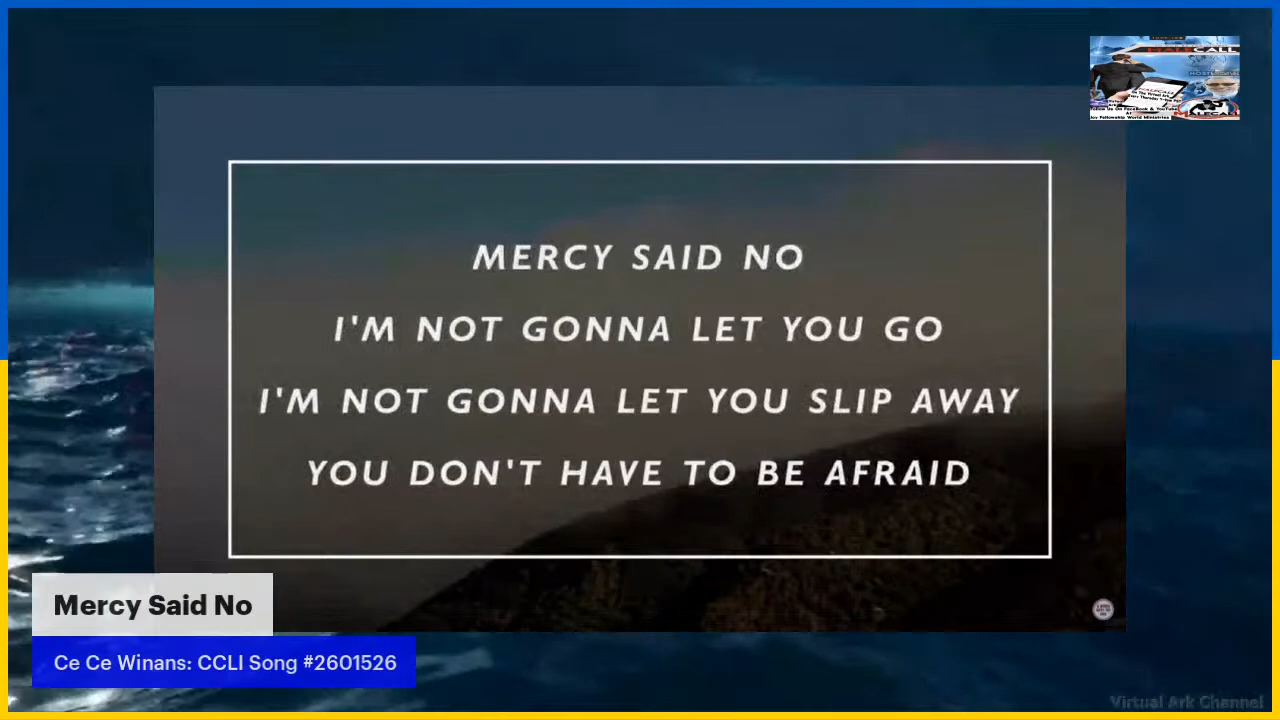 MALECALL
MERCY SAID NO
I'M NOT GONNA LET YOU GO
I'M NOT GONNA LET YOU SLIP AWAY
YOU DON'T HAVE TO BE AFRAID
Mercy Said No
Ce Ce Winans: CCLI Song #2601526
Virtual Ark Channel